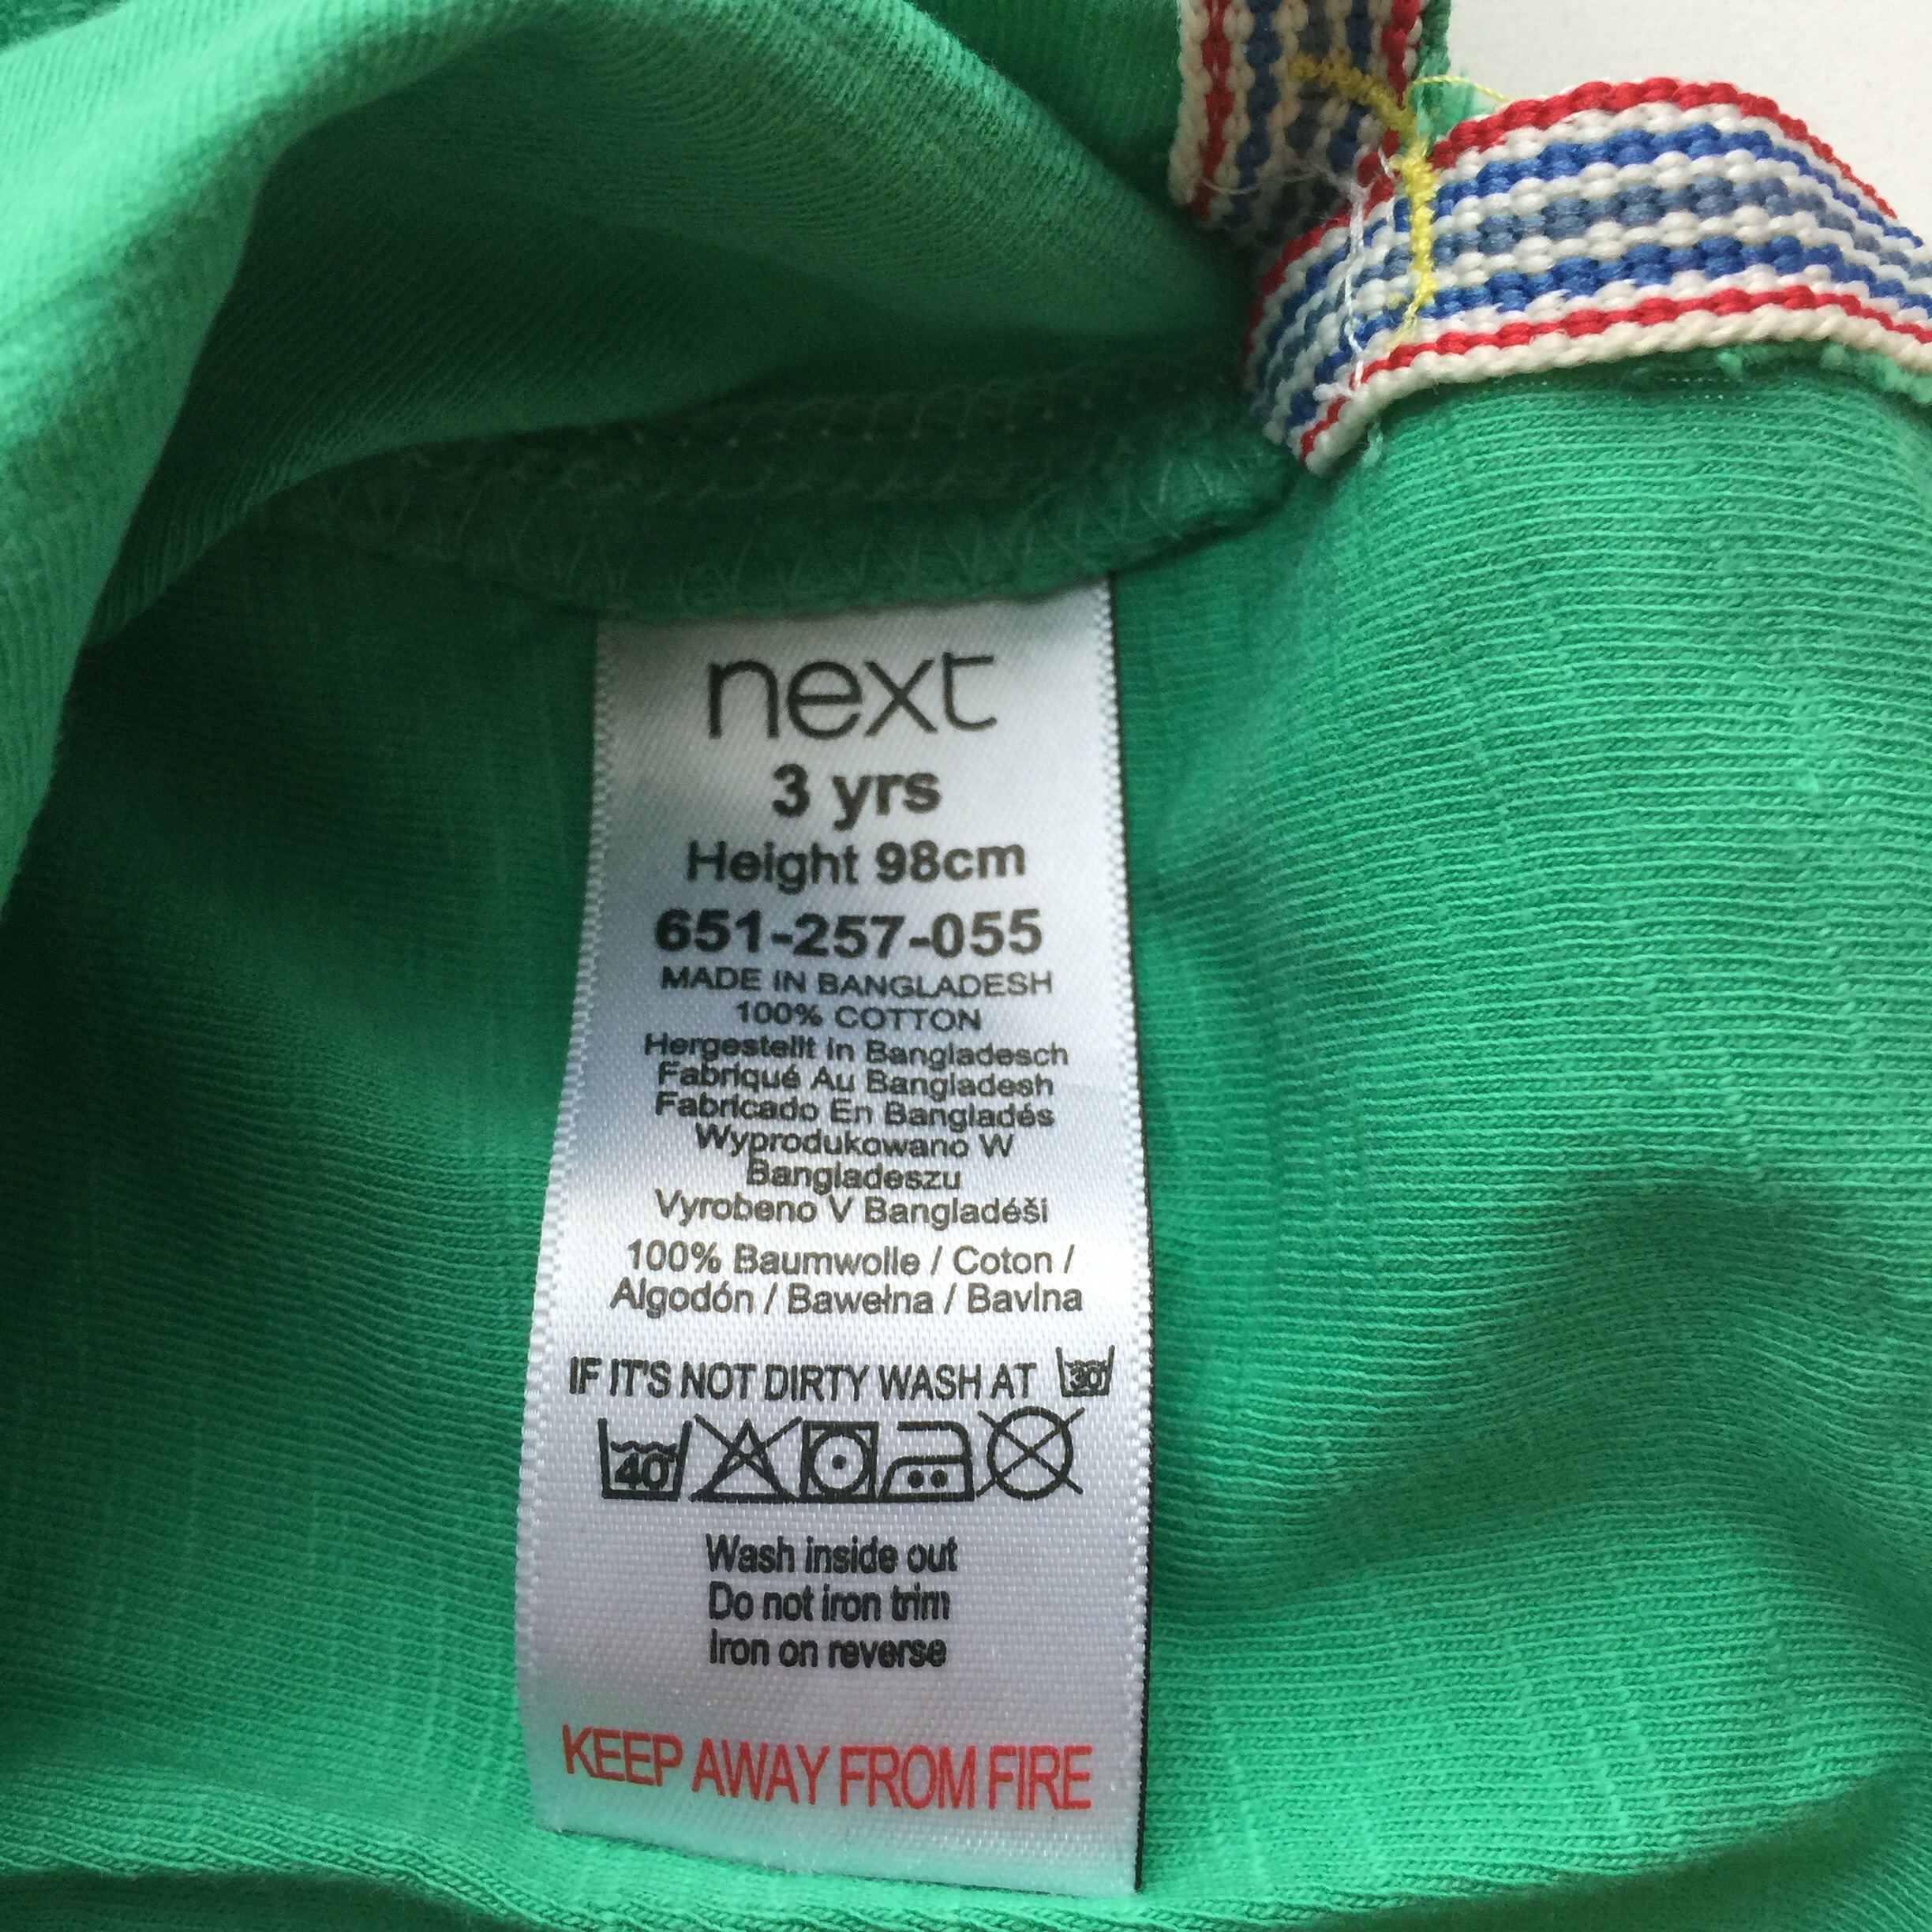 next
3 yrs
Height 98cm
651-257-055
MADE IN BANGLADESH
100% COTTON
Hergestellt in Bangladesch
Fabriqué Au Bangladesh
Fabricado En Bangladés
Wyprodukowano W
Bangladeszu
Vyrobeno V Bangladéši
100% Baumwolle / Coton /
Algodón / Bawełna / Bavlna
IF IT'S NOT DIRTY WASH AT 30
40
Wash inside out
Do not iron trim
Iron on reverse
KEEP AWAY FROM FIRE